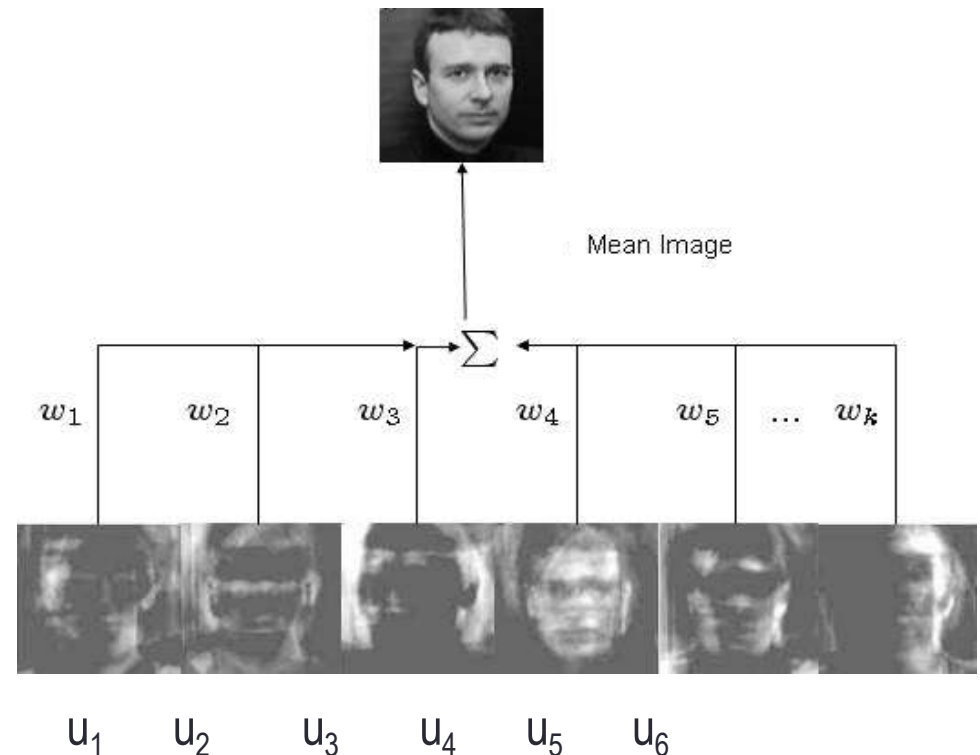 Mean Image
Σ
w₁ w₂ w₃ w₄ w₅ ... wₖ
u₁ u₂ u₃ u₄ u₅ u₆